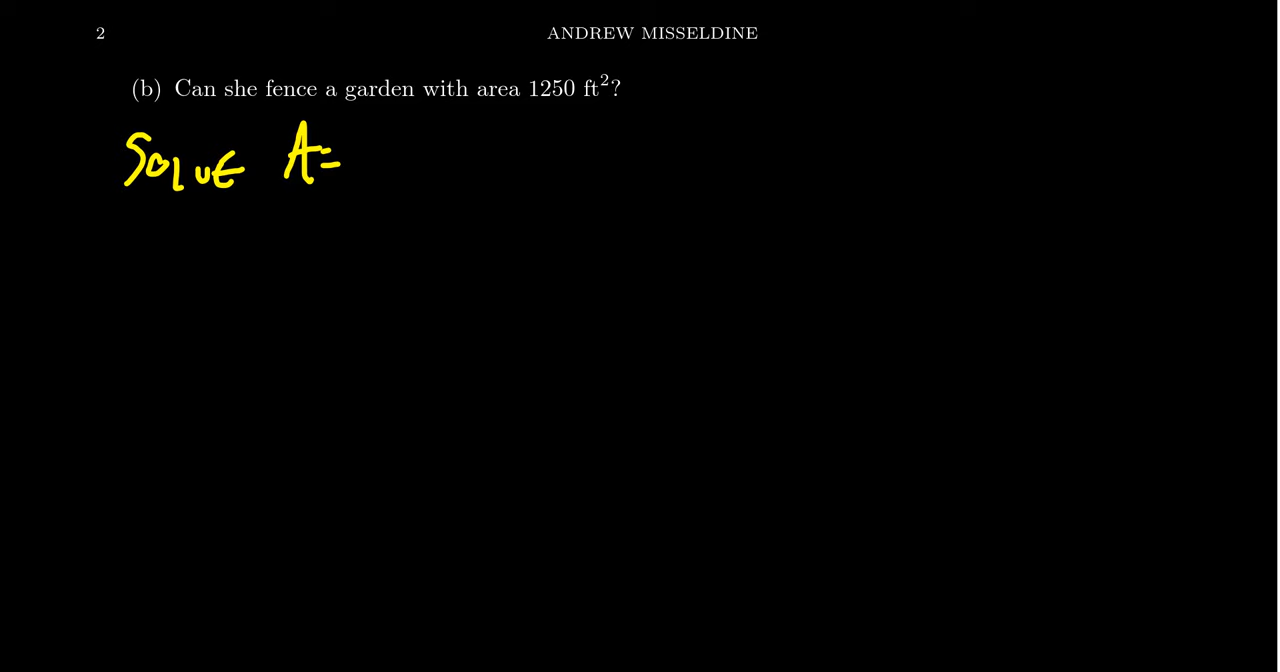 2
ANDREW MISSELDINE
(b) Can she fence a garden with area 1250 ft²?
SOLVE A=